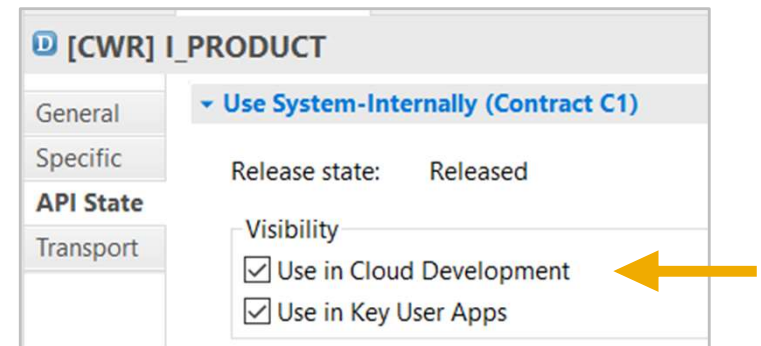 D [CWR] I_PRODUCT
General
Specific
API State
Transport
Use System-Internally (Contract C1)
Release state: Released
Visibility
Use in Cloud Development
Use in Key User Apps